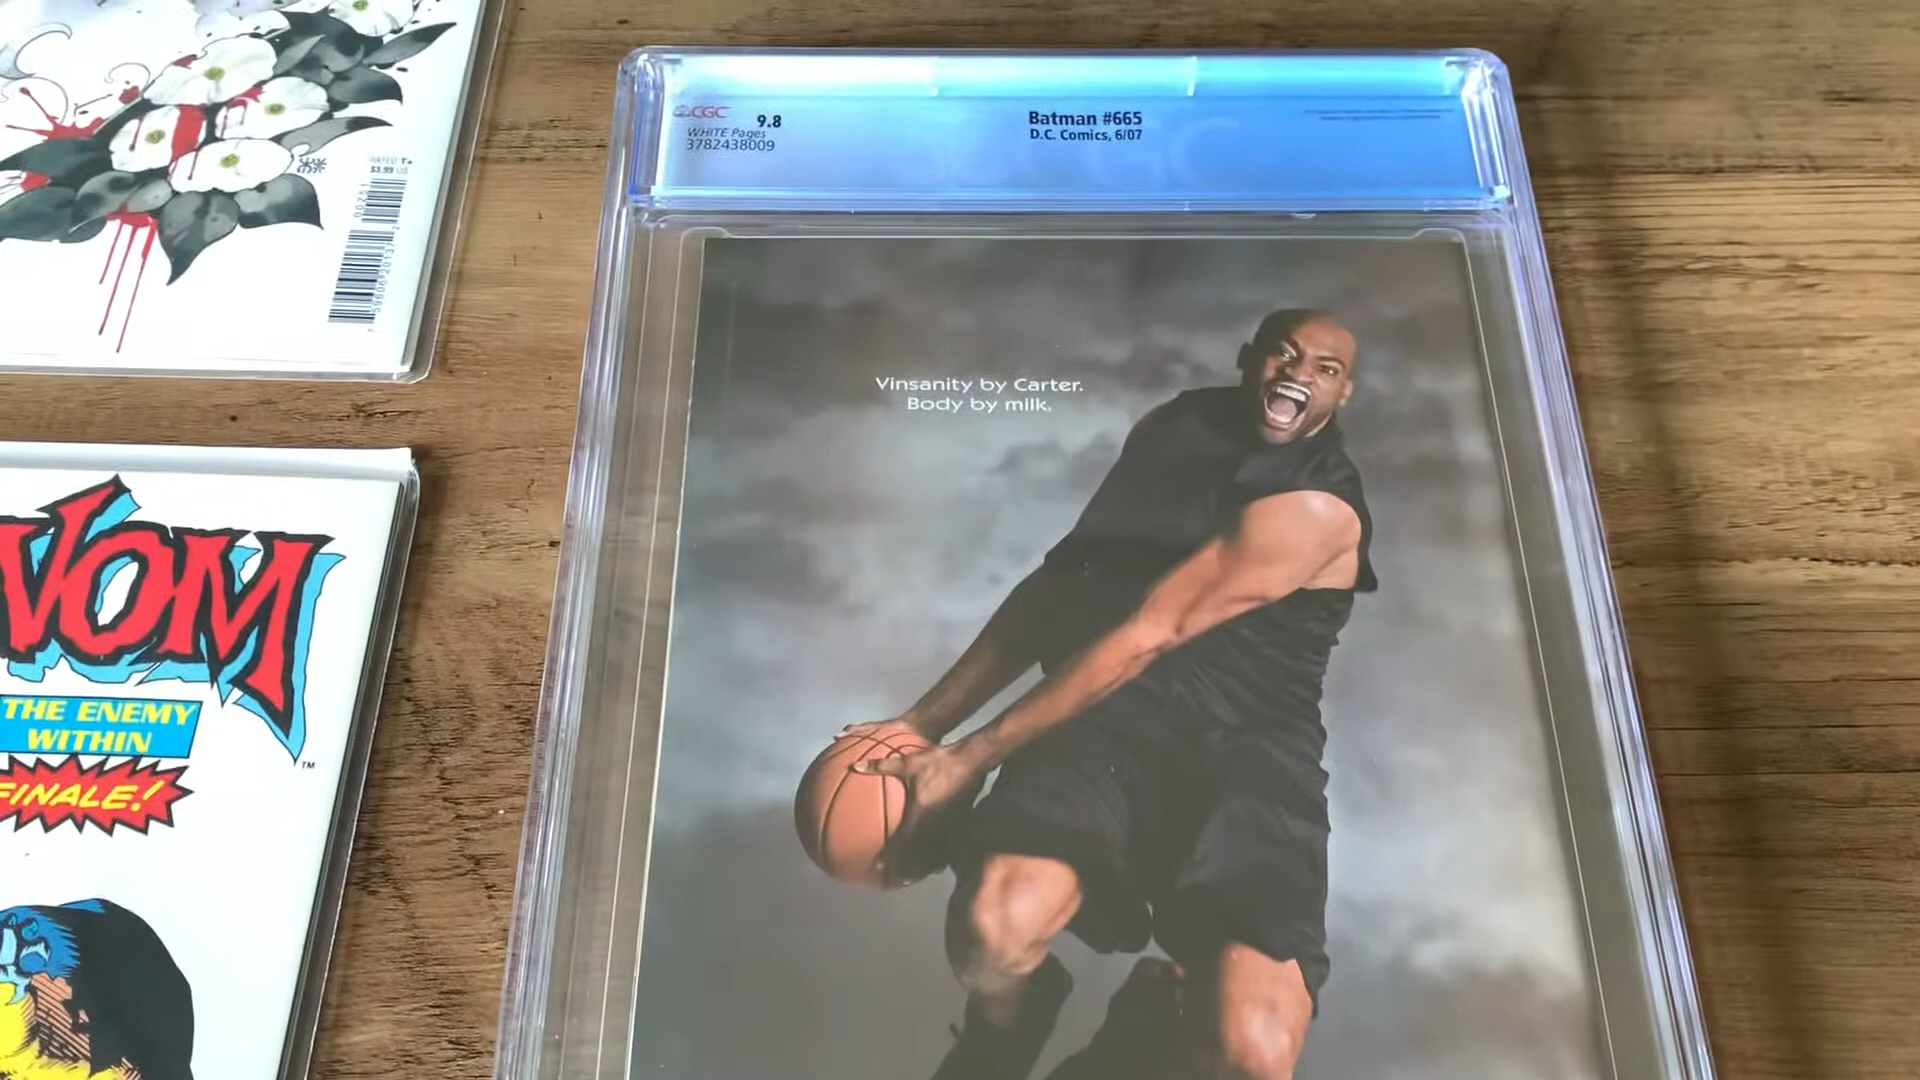 CGC
9.8
WHITE Pages
3782438009
Batman #665
D.C. Comics, 6/07
Vinsanity by Carter.
Body by milk.
RATED T+
$3.99 US
VOM
THE ENEMY
WITHIN
FINALE!
TM